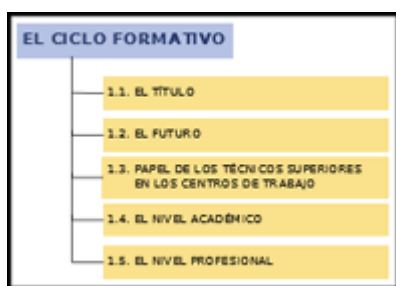 EL CICLO FORMATIVO
1.1. EL TÍTULO
1.2. EL FUTURO
1.3. PAPEL DE LOS TÉCNICOS SUPERIORES
EN LOS CENTROS DE TRABAJO
1.4. EL NIVEL ACADÉMICO
1.5. EL NIVEL PROFESIONAL